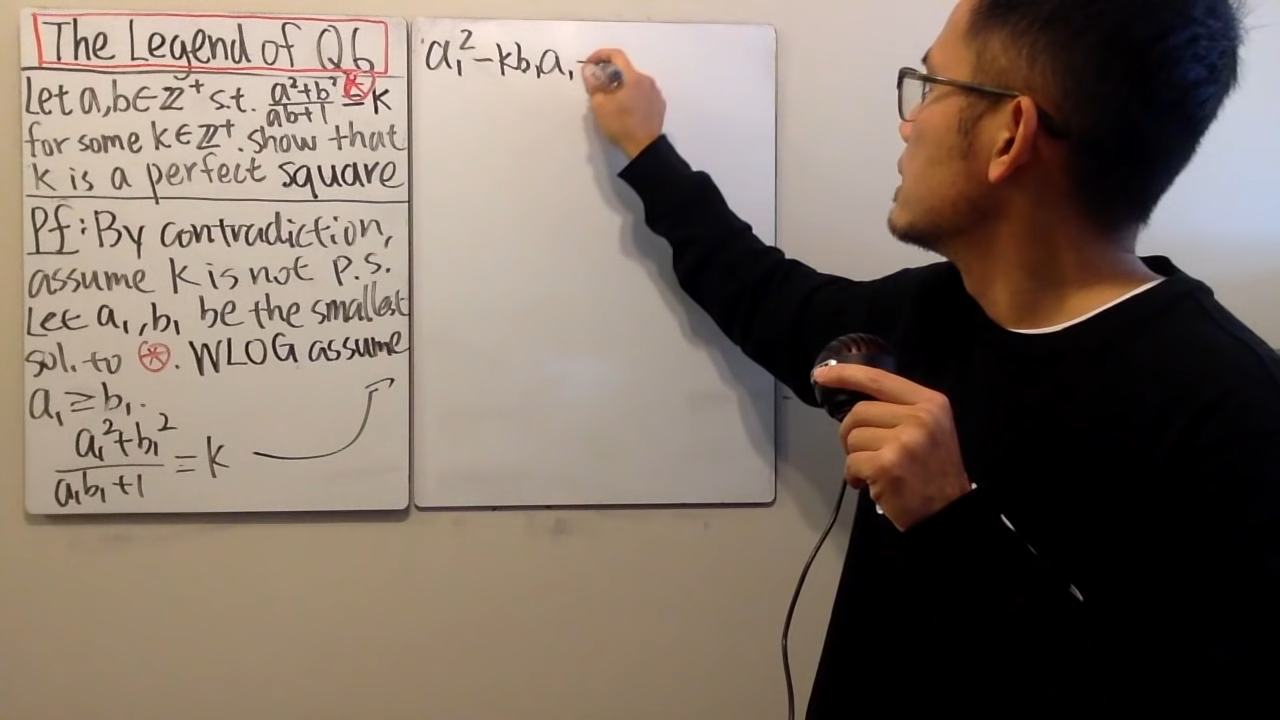 The Legend of Q6
Let a,b∈ℤ⁺ s.t. (a²+b²)/(ab+1) ⊛= k
for some k∈ℤ⁺. show that
k is a perfect square
Pf: By contradiction,
assume k is not P.S.
Let a₁, b₁ be the smallest
sol. to ⊛. WLOG assume
a₁ ≥ b₁.
(a₁²+b₁²)/(a₁b₁+1) = k
a₁² - kb₁a₁